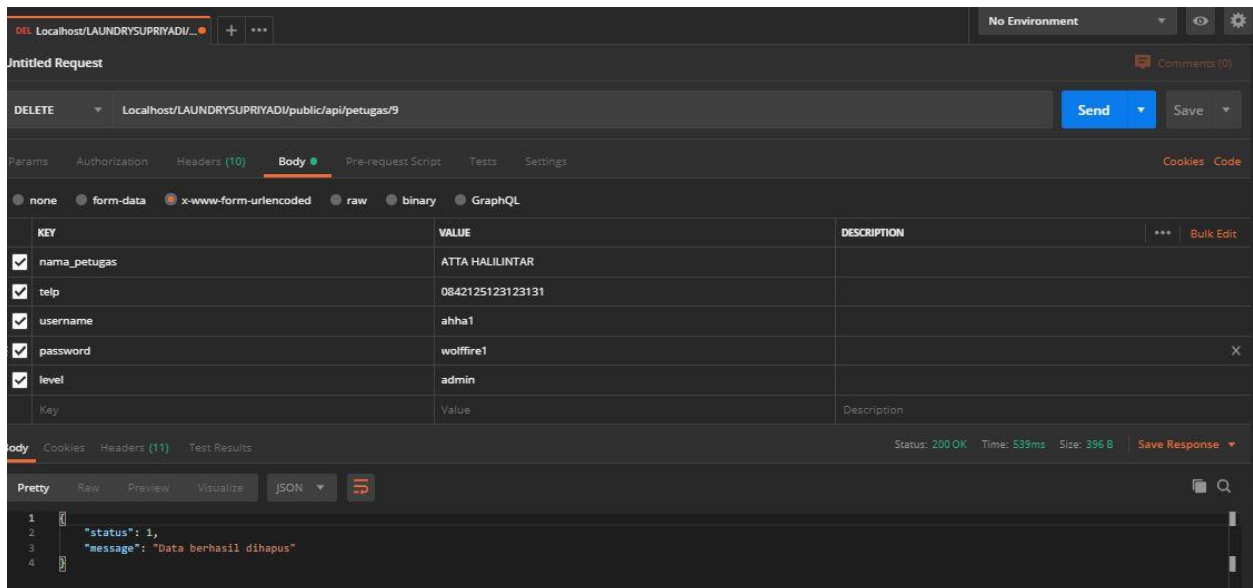 DEL Localhost/LAUNDRYSUPRIYADI/... + ••• No Environment
Untitled Request Comments (0)
DELETE Localhost/LAUNDRYSUPRIYADI/public/api/petugas/9 Send Save
Params Authorization Headers (10) Body Pre-request Script Tests Settings Cookies Code
none form-data x-www-form-urlencoded raw binary GraphQL
KEY VALUE DESCRIPTION ••• Bulk Edit
nama_petugas ATTA HALILINTAR
telp 0842125123123131
username ahha1
password wolffire1 X
level admin
Key Value Description
Body Cookies Headers (11) Test Results Status: 200 OK Time: 539ms Size: 396 B Save Response
Pretty Raw Preview Visualize JSON
1 {
2 "status": 1,
3 "message": "Data berhasil dihapus"
4 }